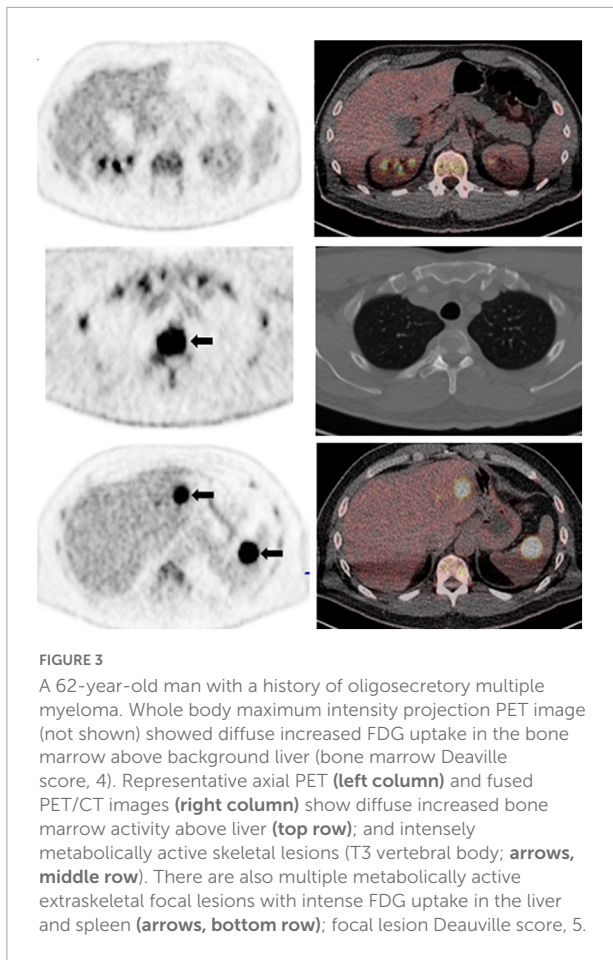 FIGURE 3
A 62-year-old man with a history of oligosecretory multiple
myeloma. Whole body maximum intensity projection PET image
(not shown) showed diffuse increased FDG uptake in the bone
marrow above background liver (bone marrow Deaville
score, 4). Representative axial PET (left column) and fused
PET/CT images (right column) show diffuse increased bone
marrow activity above liver (top row); and intensely
metabolically active skeletal lesions (T3 vertebral body; arrows,
middle row). There are also multiple metabolically active
extraskeletal focal lesions with intense FDG uptake in the liver
and spleen (arrows, bottom row); focal lesion Deauville score, 5.